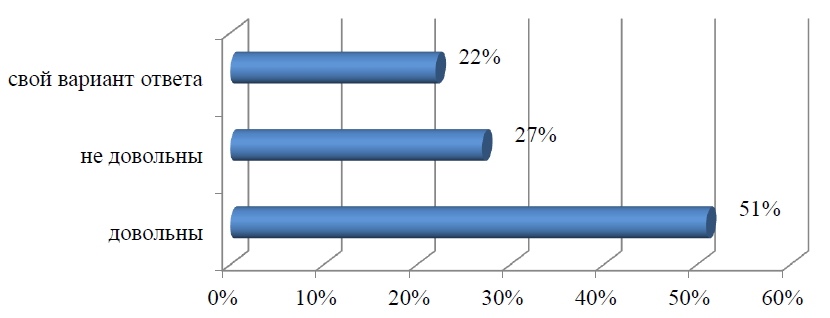 свой вариант ответа 22%
не довольны 27%
довольны 51%
0% 10% 20% 30% 40% 50% 60%